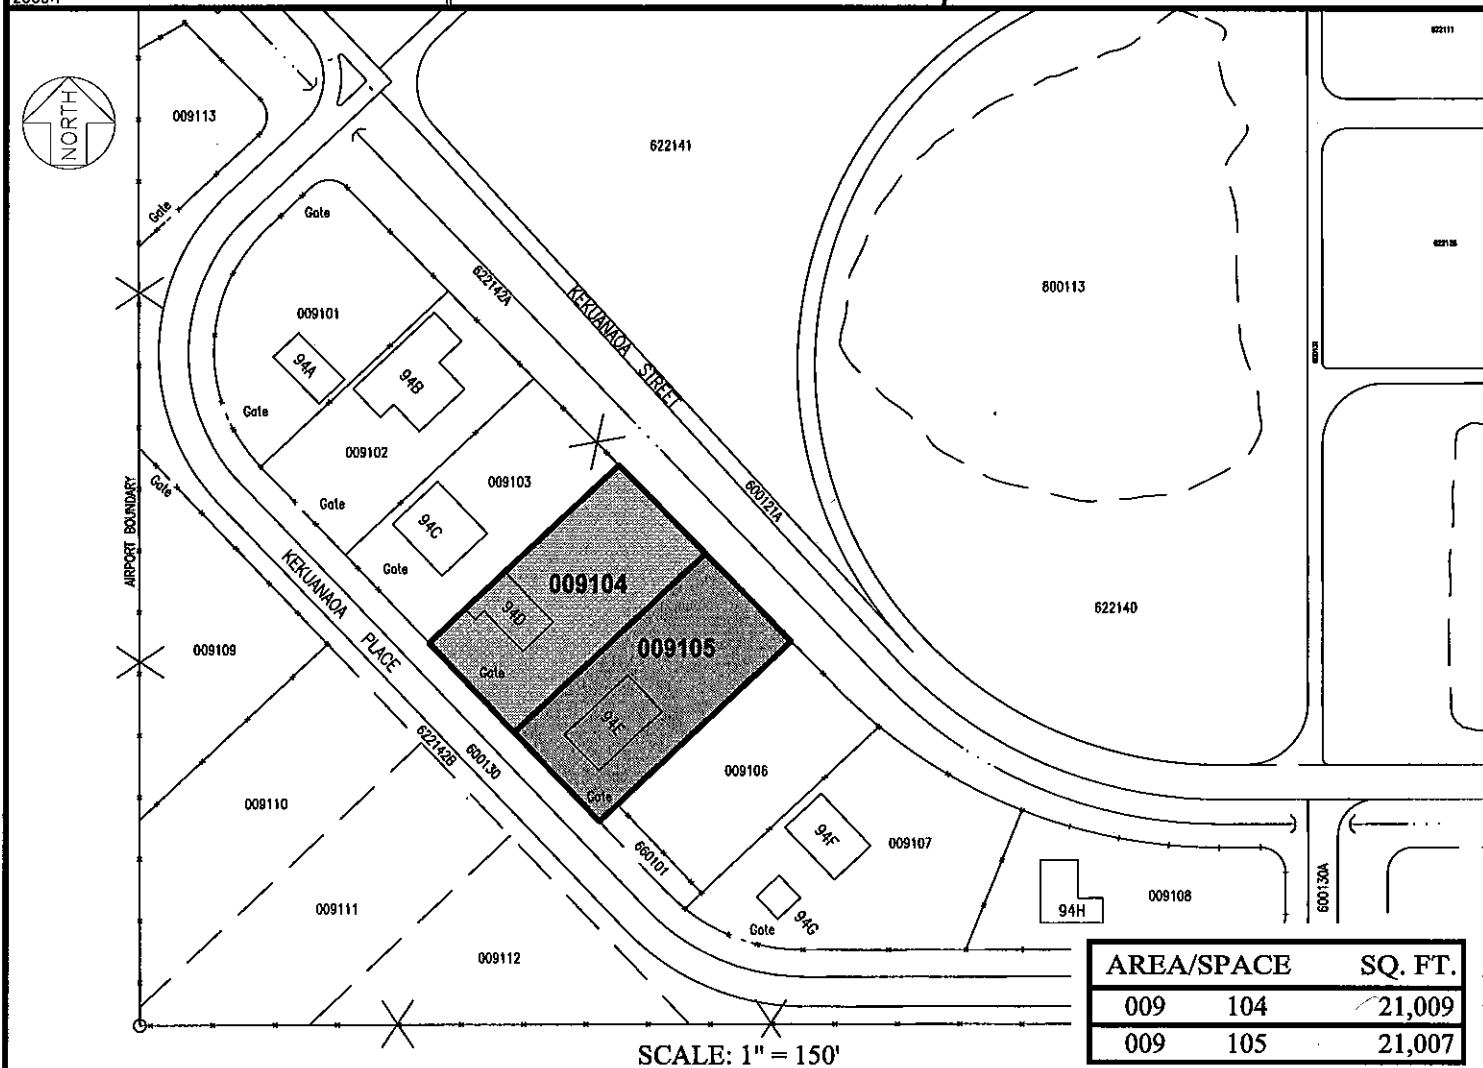 NORTH
009113
Gate
622141
622111
Gate
009101
622142A
KEKUANAOA STREET
800113
94A
94B
Gate
009102
009103
Gate
AIRPORT BOUNDARY
Gate
94C
600121A
KEKUANAOA PLACE
Gate
009104
94D
622140
009109
Gate
009105
94E
622142B
600130
009106
Gate
009110
660101
94F
009107
009111
94G
Gate
94H
009108
600130A
009112
AREA/SPACE SQ. FT.
009 104 21,009
009 105 21,007
SCALE: 1" = 150'